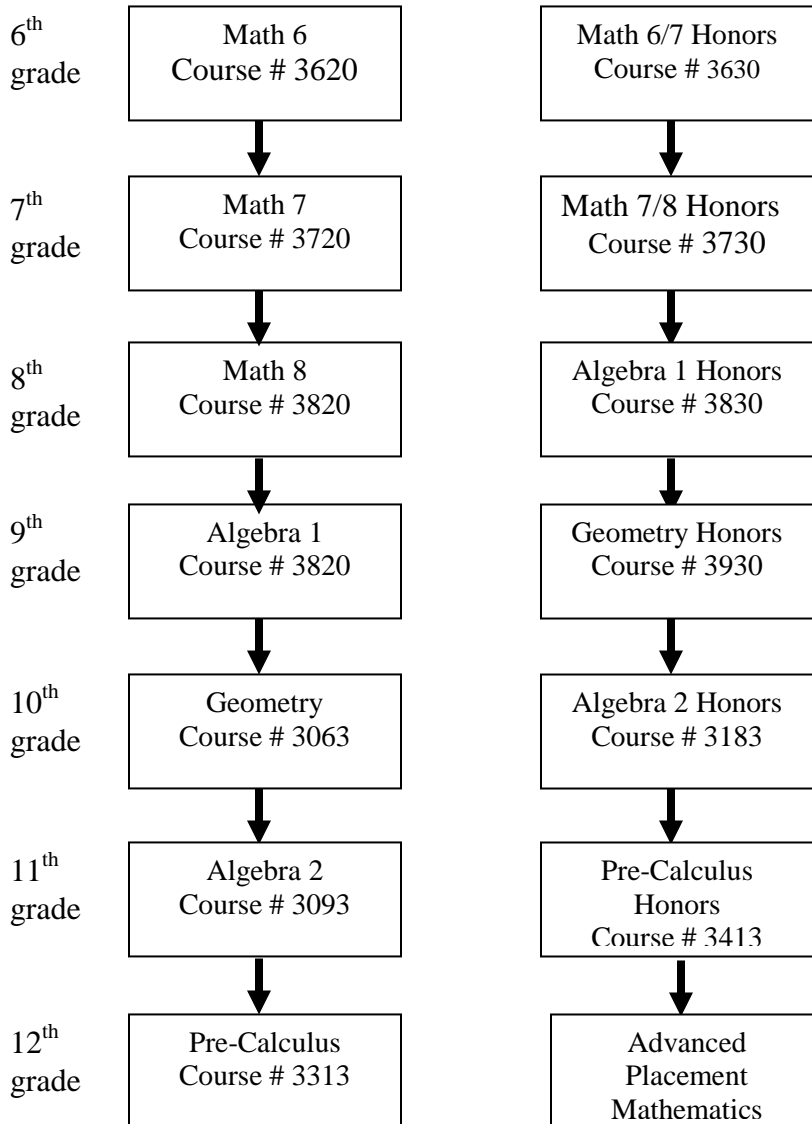 6th
grade
Math 6
Course # 3620
Math 6/7 Honors
Course # 3630
7th
grade
Math 7
Course # 3720
Math 7/8 Honors
Course # 3730
8th
grade
Math 8
Course # 3820
Algebra 1 Honors
Course # 3830
9th
grade
Algebra 1
Course # 3820
Geometry Honors
Course # 3930
10th
grade
Geometry
Course # 3063
Algebra 2 Honors
Course # 3183
11th
grade
Algebra 2
Course # 3093
Pre-Calculus
Honors
Course # 3413
12th
grade
Pre-Calculus
Course # 3313
Advanced
Placement
Mathematics